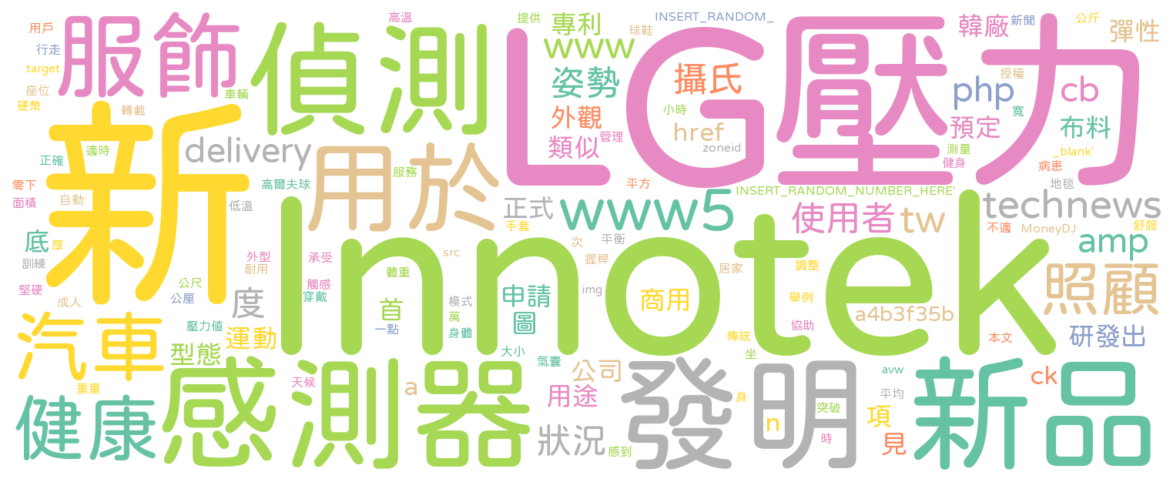 用戶
高溫
提供
INSERT_RANDOM_
韓廠
新聞
公斤
彈性
服飾
偵測
LG
壓力
專利
球鞋
行走
www
target
座位
車輛
硬幣
轉載
姿勢
攝氏
php
授權
cb
寬
布料
新
外觀
小時
預定
delivery
類似
管理
href
zoneid
測量
健身
_blank'
正確
適時
用於
服務
病患
零下
高爾夫球
平方
INSERT_RANDOM_NUMBER_HERE'
地毯
面積
自動
低溫
正式
www5
使用者
tw
technews
手套
Innotek
不適
MoneyDJ
舒服
底
厚
次
平衡
amp
訓練
外型
承受
握桿
src
居家
調整
照顧
堅硬
耐用
觸感
體重
公尺
穿戴
img
舉例
成人
公厘
度
首
模式
申請
商用
a4b3f35b
汽車
壓力值
一點
萬
圖
協助
研發出
運動
身體
傳統
本文
型態
大小
氣囊
坐
感測器
發明
新品
天候
公司
avw
ck
重量
a
用途
身
平均
健康
n
突破
項
狀況
時
見
感到